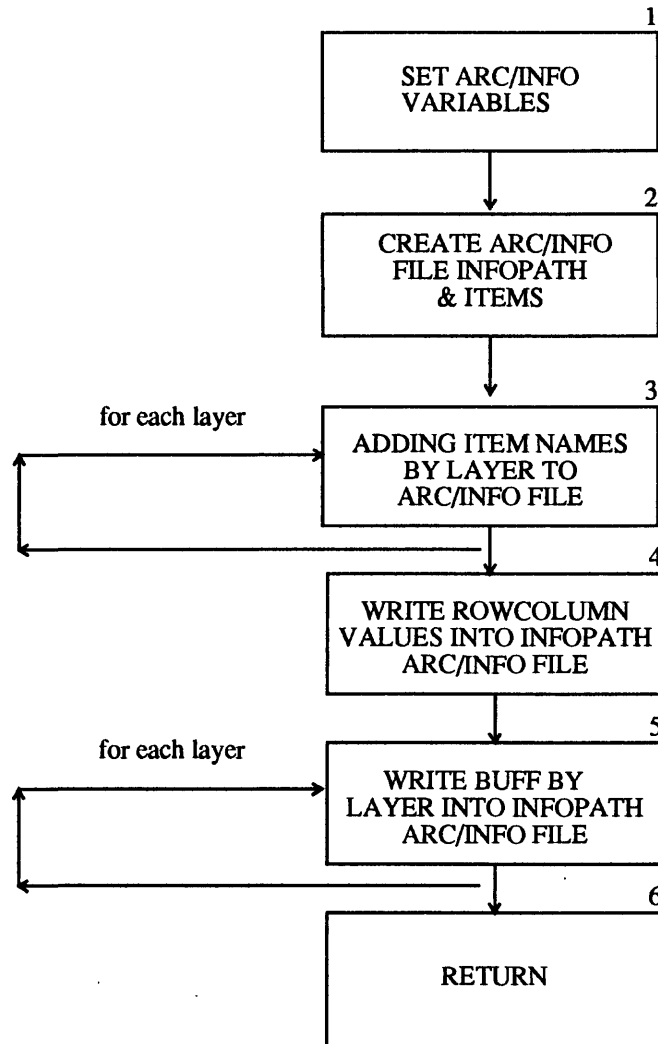 1
SET ARC/INFO
VARIABLES
2
CREATE ARC/INFO
FILE INFOPATH
& ITEMS
3
for each layer
ADDING ITEM NAMES
BY LAYER TO
ARC/INFO FILE
4
WRITE ROWCOLUMN
VALUES INTO INFOPATH
ARC/INFO FILE
5
for each layer
WRITE BUFF BY
LAYER INTO INFOPATH
ARC/INFO FILE
6
RETURN